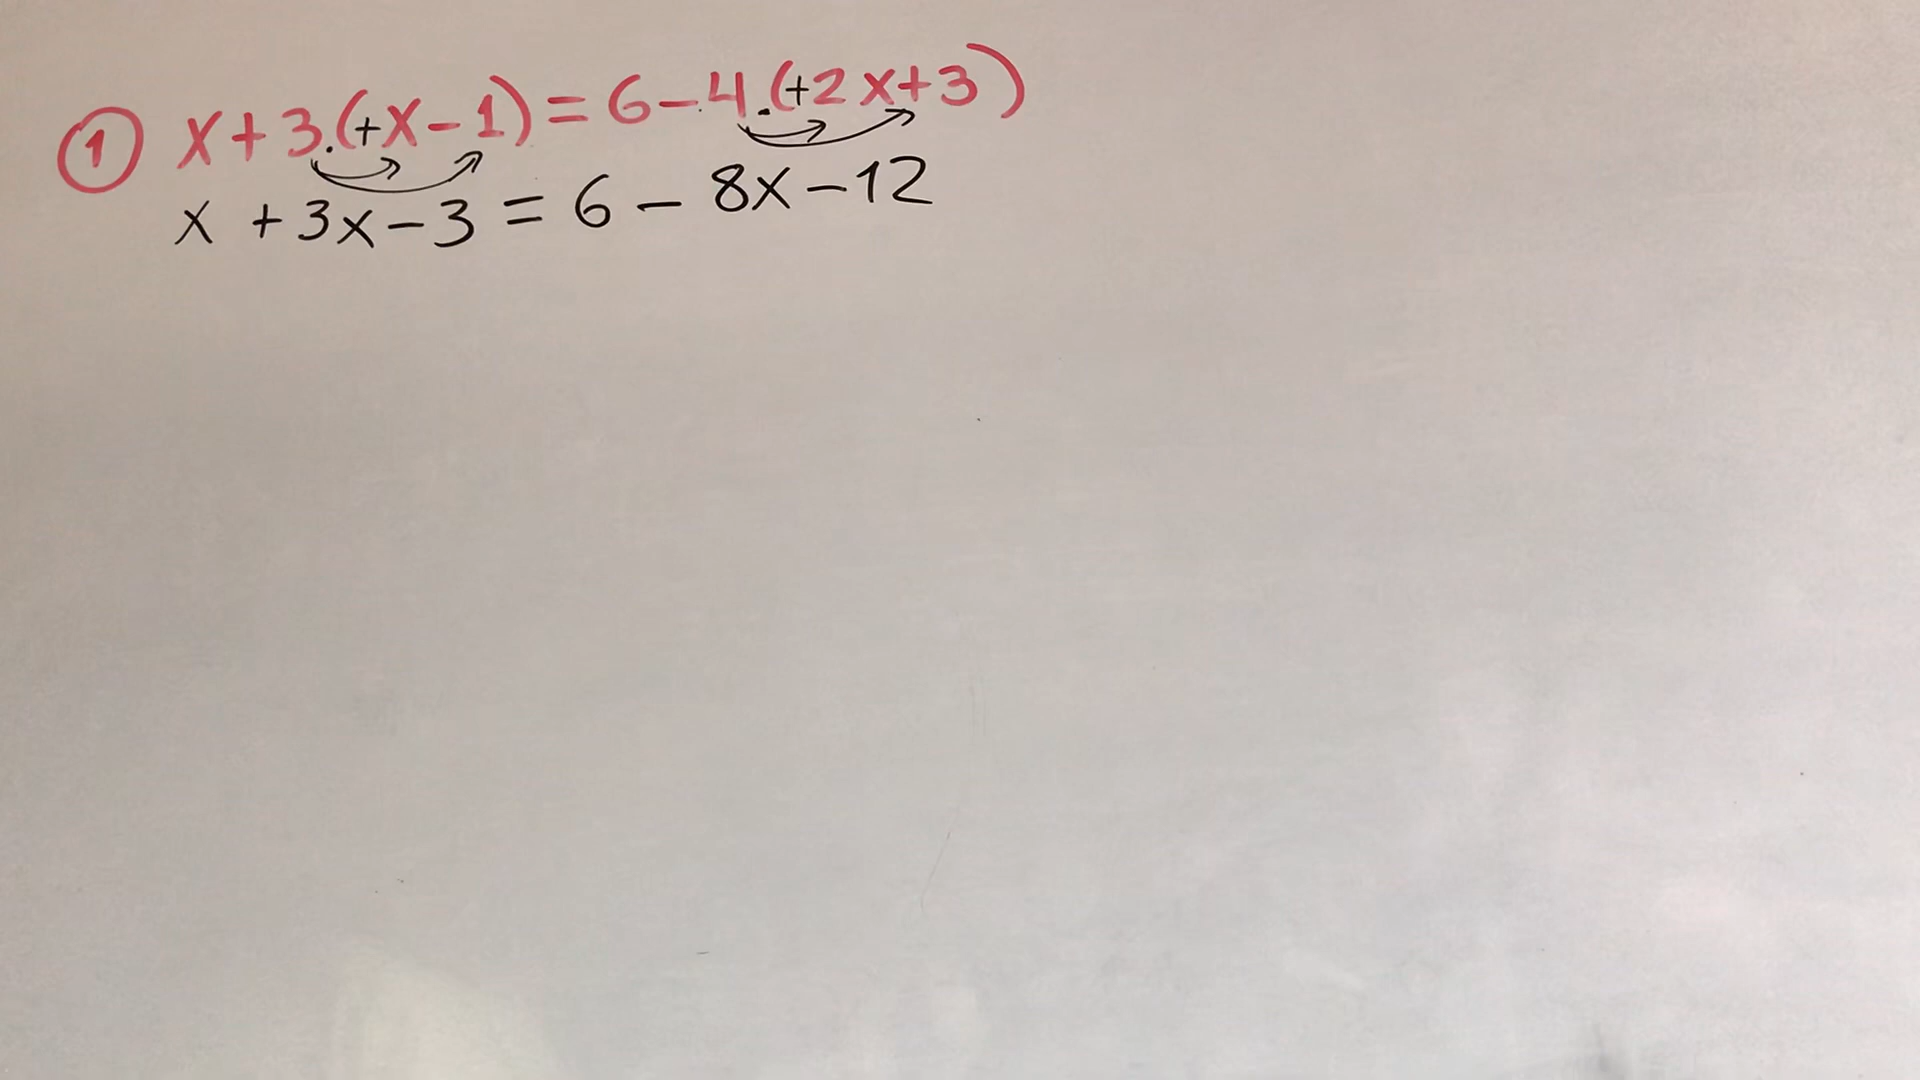 ① x+3.(+x-1)=6-4.(+2x+3)
x +3x-3=6-8x-12